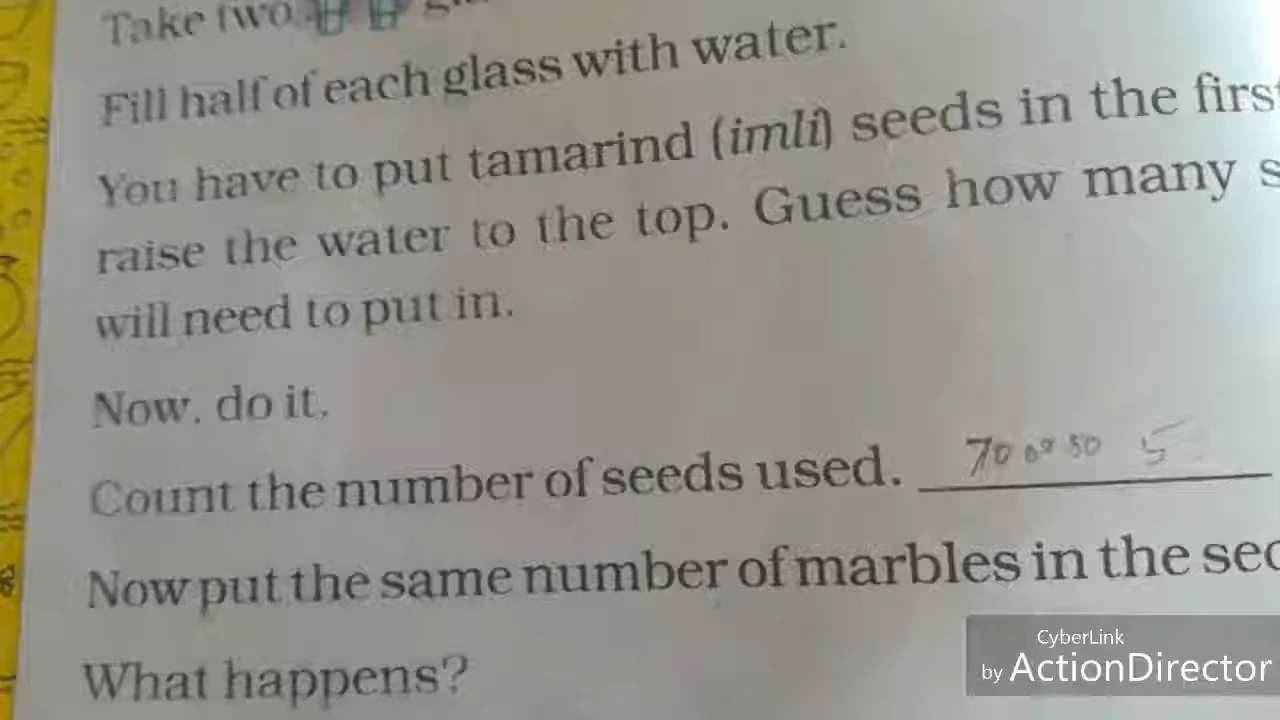 Take two
Fill half of each glass with water.
You have to put tamarind (imli) seeds in the firs
raise the water to the top. Guess how many s
will need to put in.
Now, do it.
Count the number of seeds used. 70 or 50 5
Now put the same number of marbles in the sec
What happens?
CyberLink
by ActionDirector